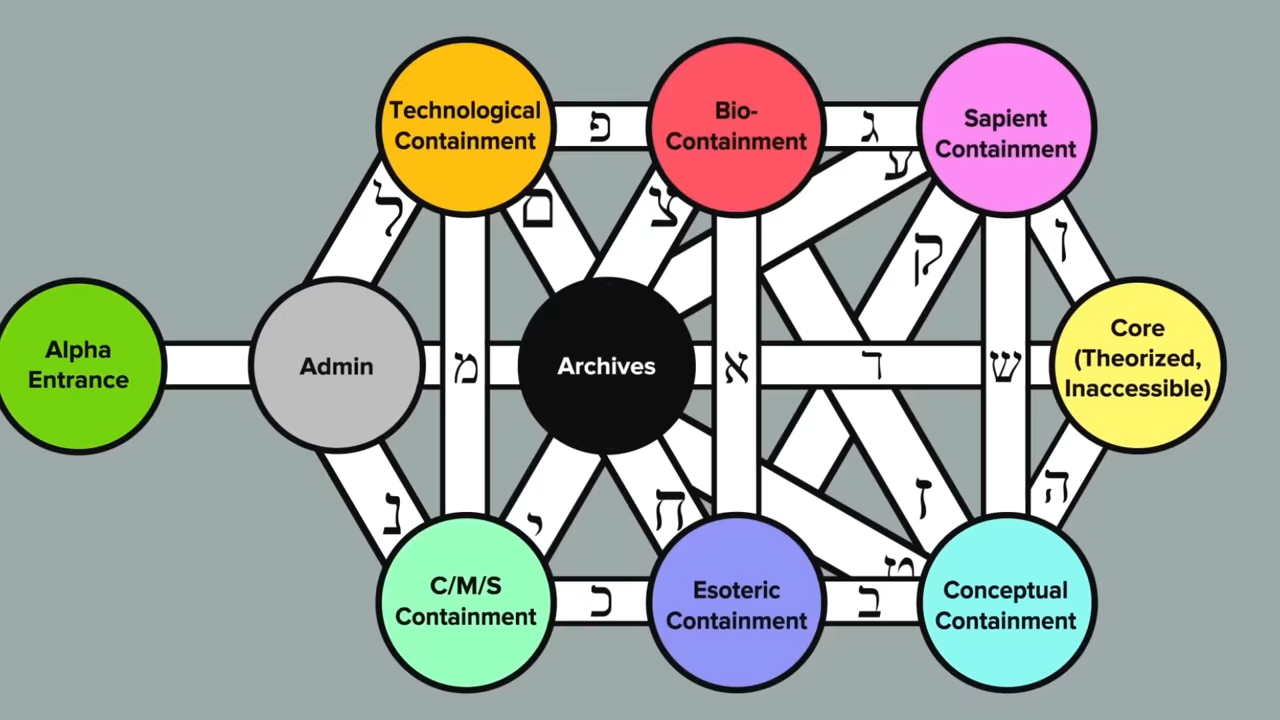 Technological
Containment
פ
Bio-
Containment
ג
Sapient
Containment
ע
ל
ם
צ
ק
ו
Alpha
Entrance
Admin
מ
Archives
א
ד
ש
Core
(Theorized,
Inaccessible)
נ
י
ח
ז
ה
C/M/S
Containment
כ
Esoteric
Containment
ב
Conceptual
Containment